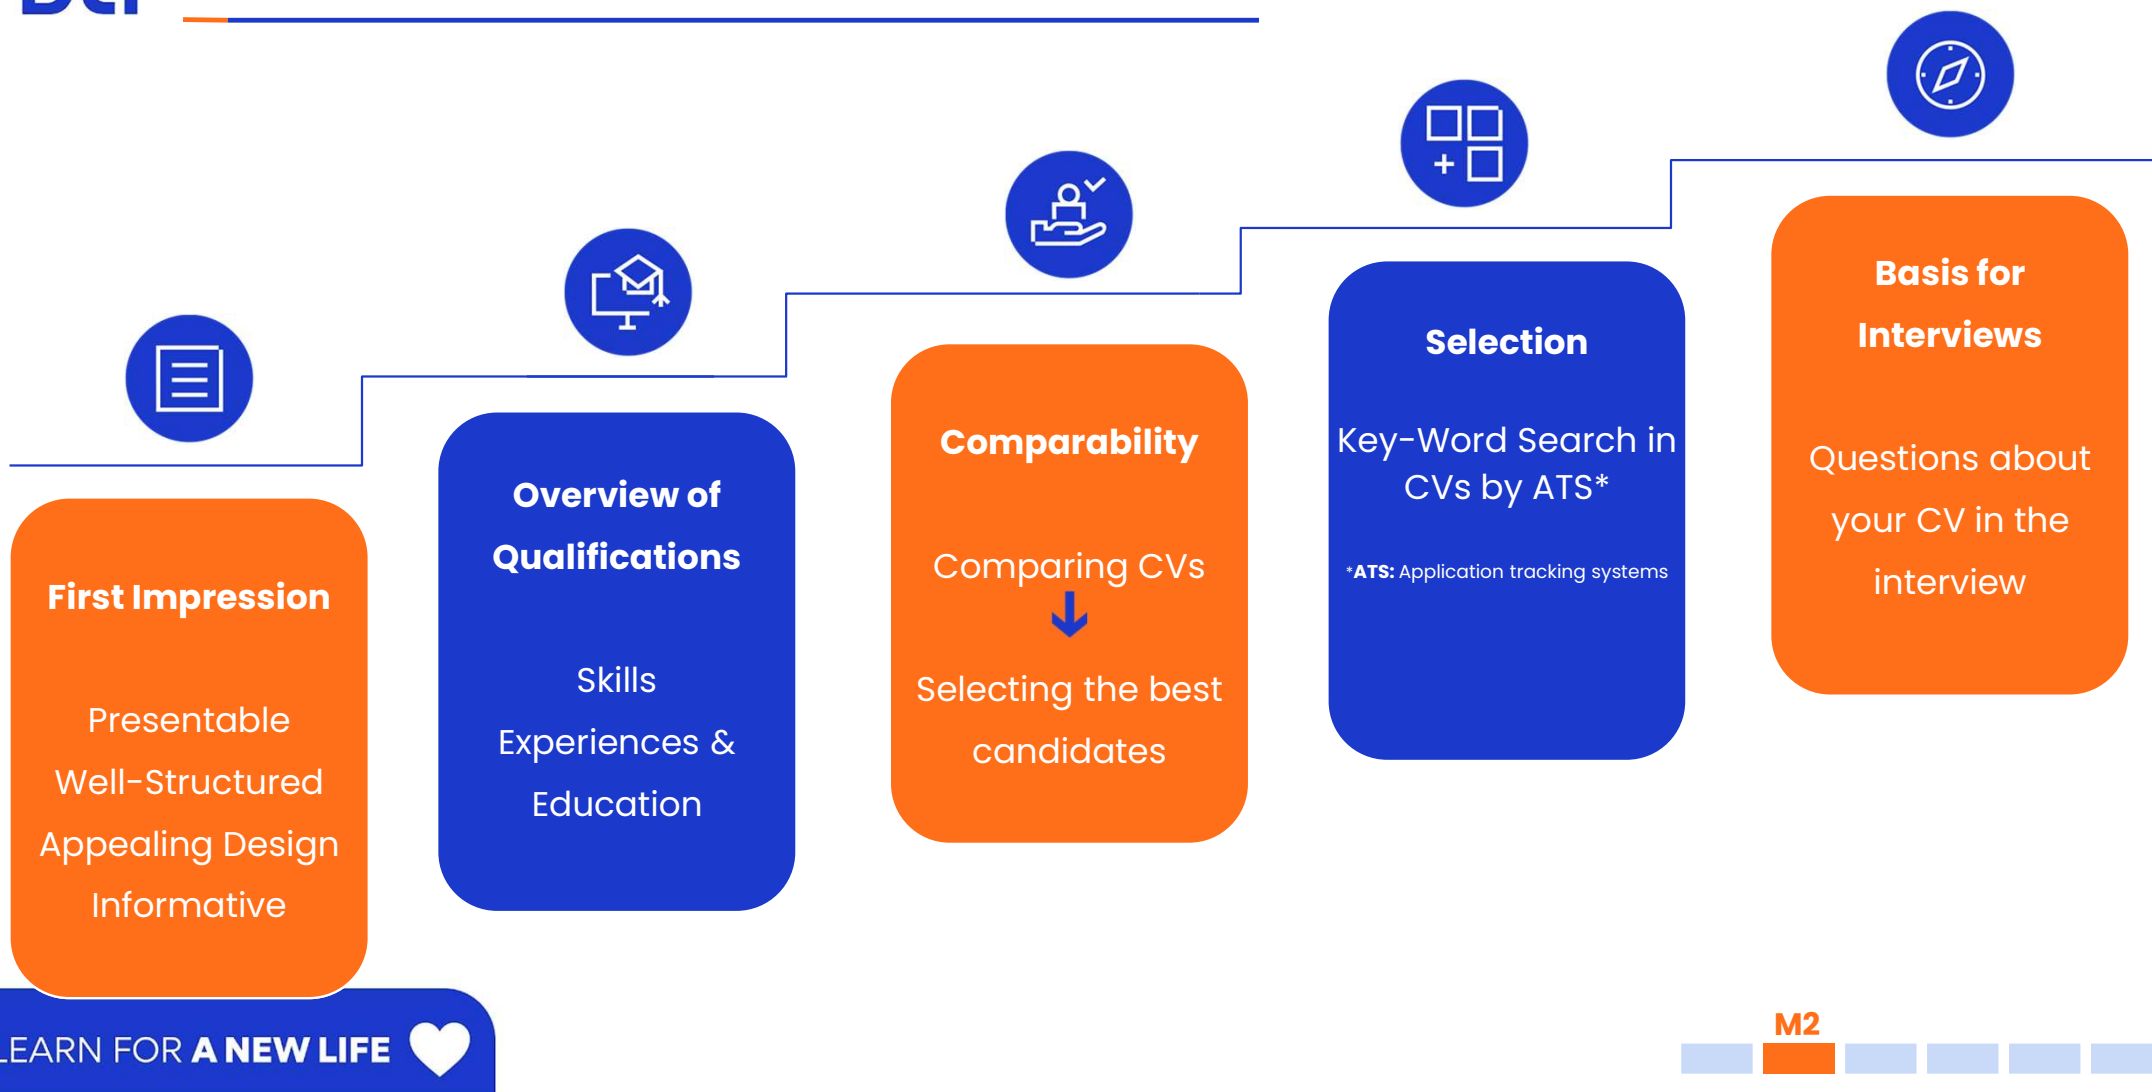 First Impression
Presentable
Well-Structured
Appealing Design
Informative
Overview of
Qualifications
Skills
Experiences &
Education
Comparability
Comparing CVs
Selecting the best
candidates
Selection
Key-Word Search in
CVs by ATS*
*ATS: Application tracking systems
Basis for
Interviews
Questions about
your CV in the
interview
LEARN FOR A NEW LIFE
M2